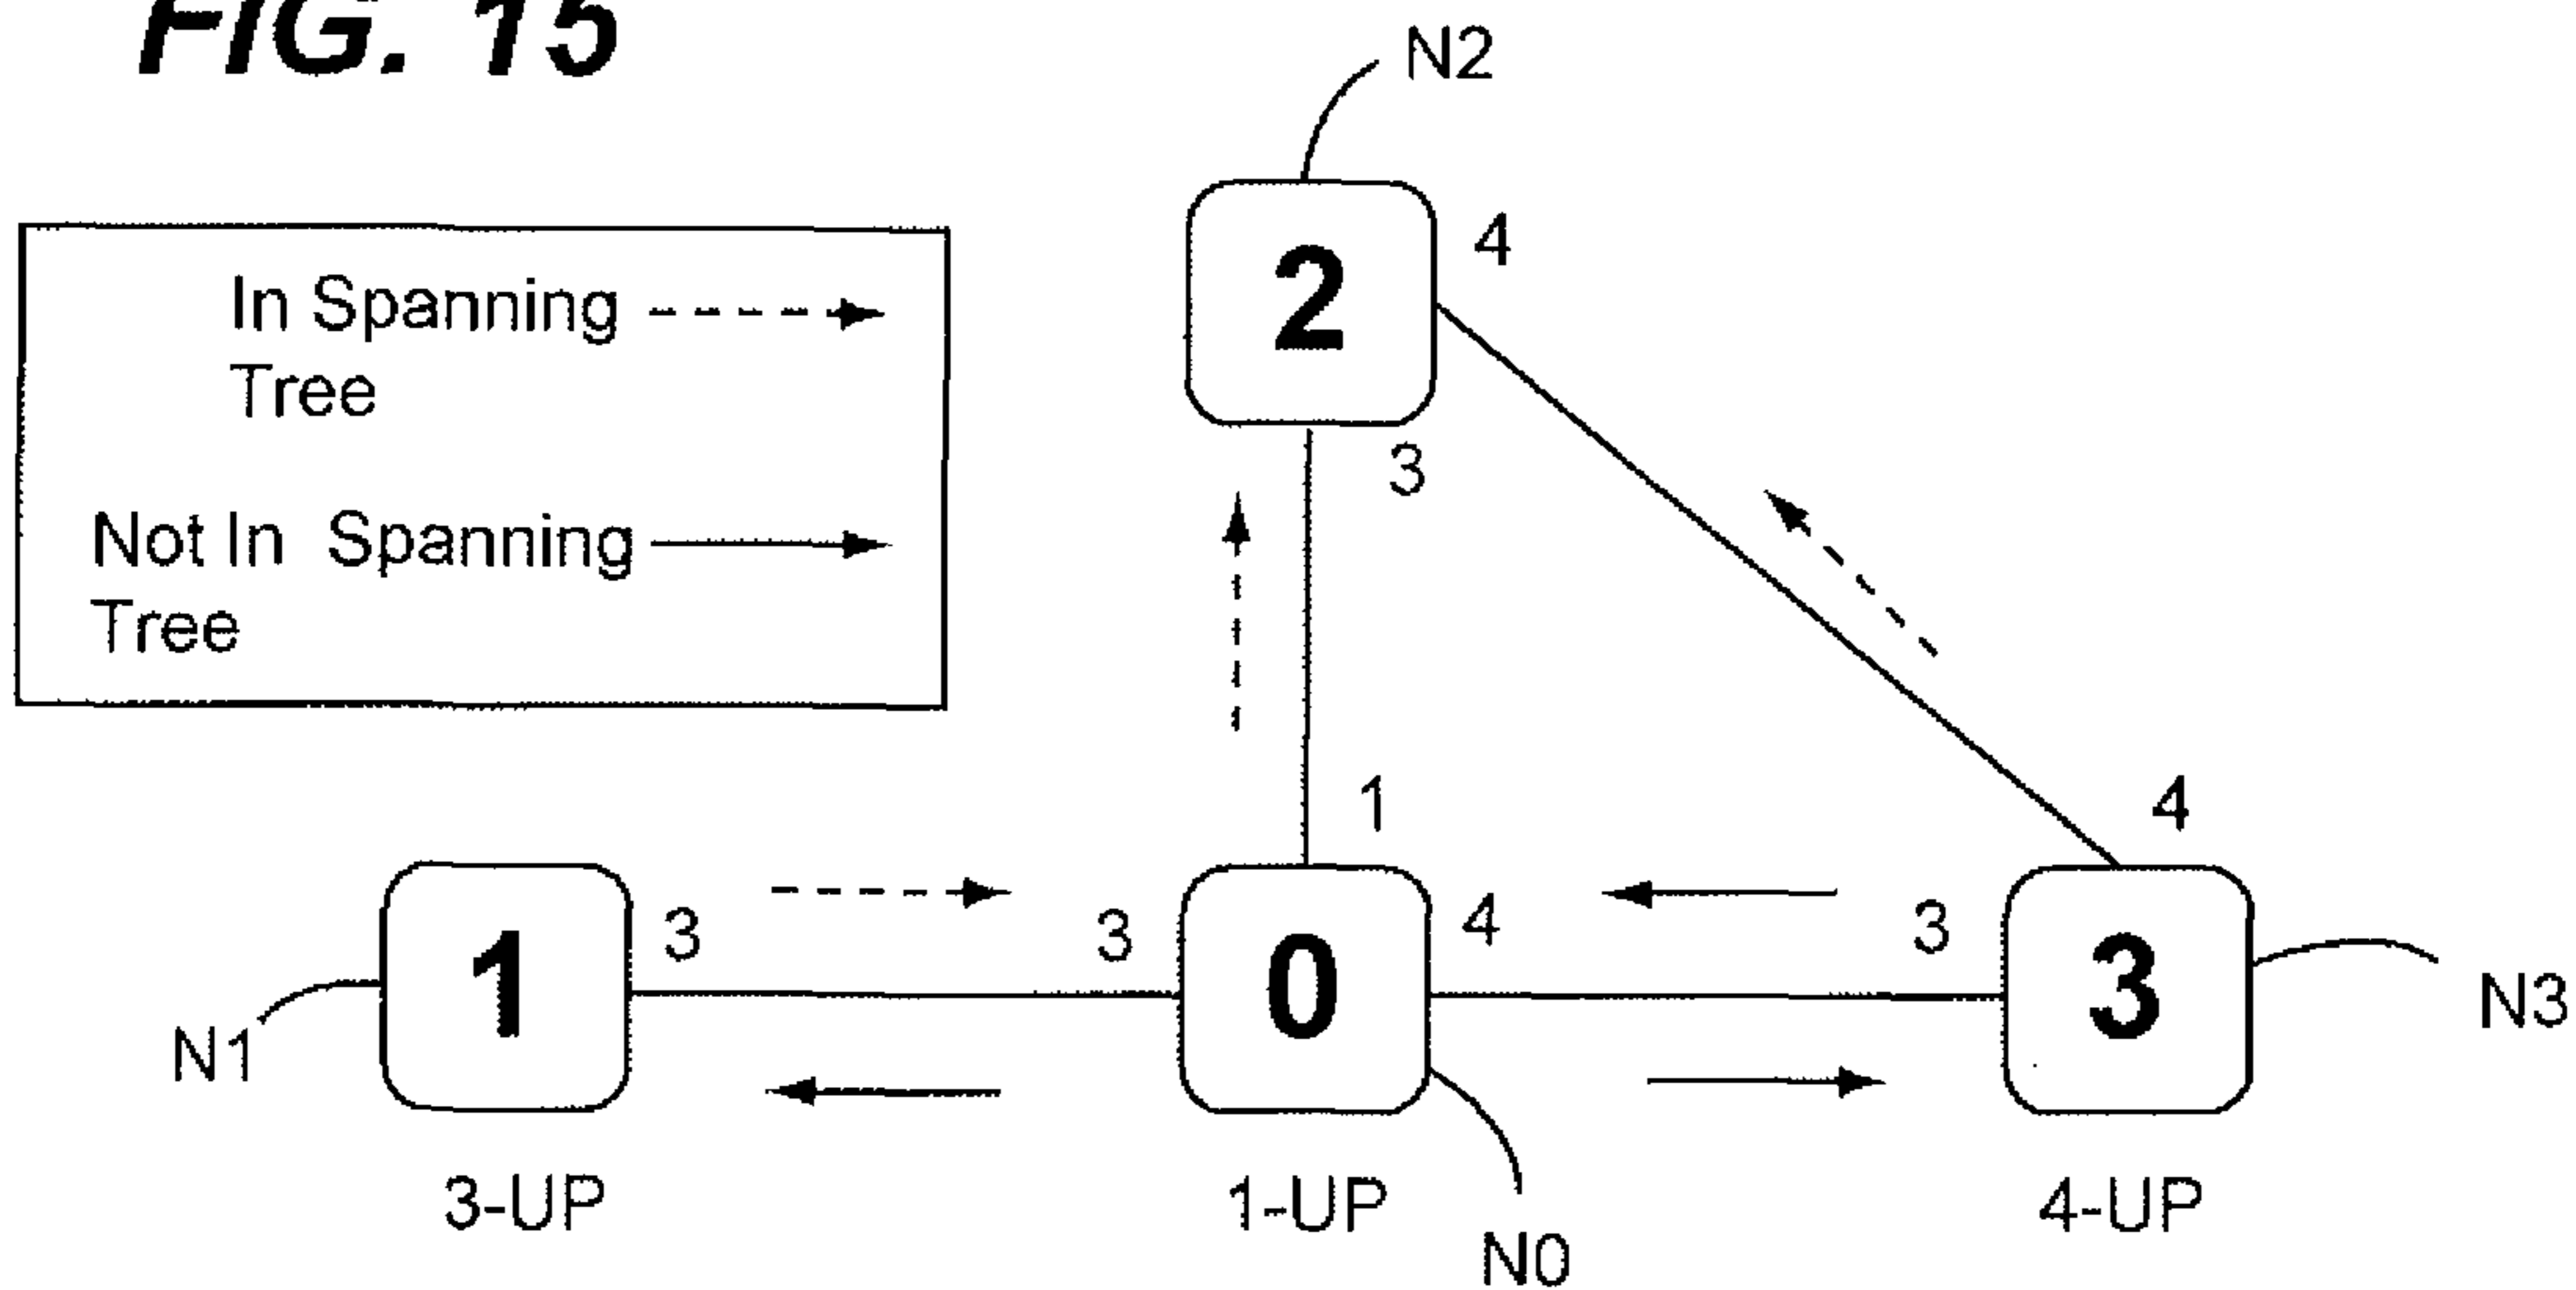 FIG. 15
N2
In Spanning
Tree
Not In Spanning
Tree
2
4
3
1
4
1
3
3
0
4
3
3
N1
N3
3-UP
1-UP
4-UP
N0